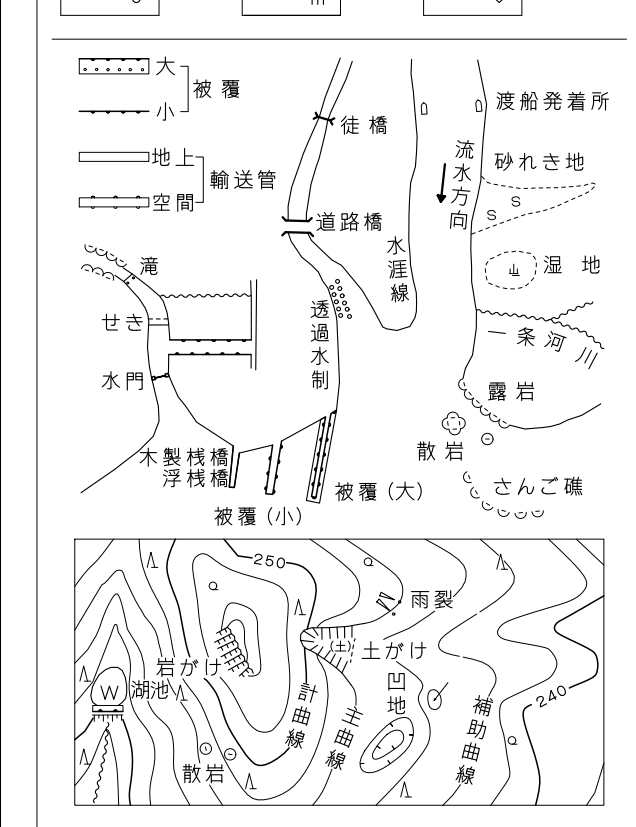 大
被覆
小
渡船発着所
徒橋
地上
輸送管
空間
流水方向
砂れき地
S
S
道路橋
水涯線
滝
湿地
透過水制
せき
一条河川
水門
露岩
散岩
木製桟橋
浮桟橋
さんご礁
被覆(大)
被覆(小)
250
雨裂
(土)
土がけ
岩がけ
凹地
W
湖池
計曲線
主曲線
補助曲線
240
散岩